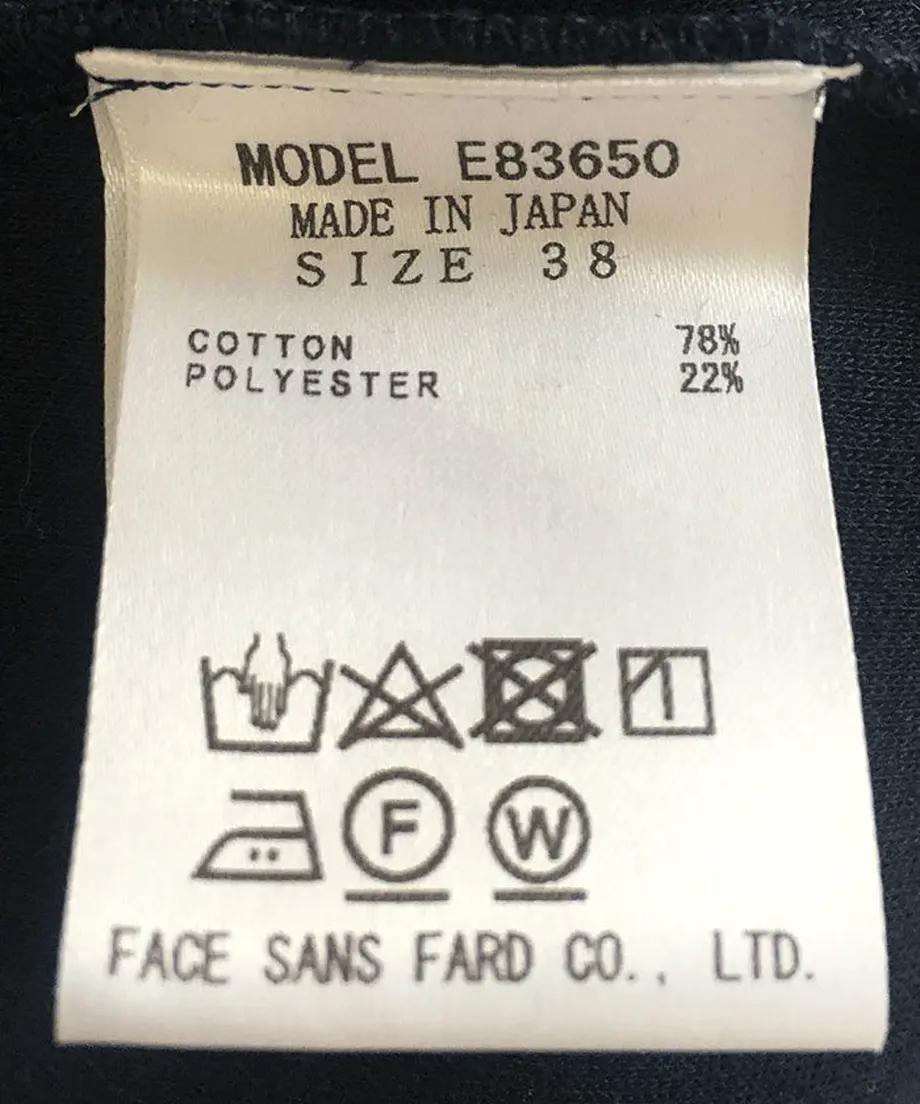 MODEL E83650
MADE IN JAPAN
SIZE 38
COTTON 78%
POLYESTER 22%
F W
FACE SANS FARD CO., LTD.